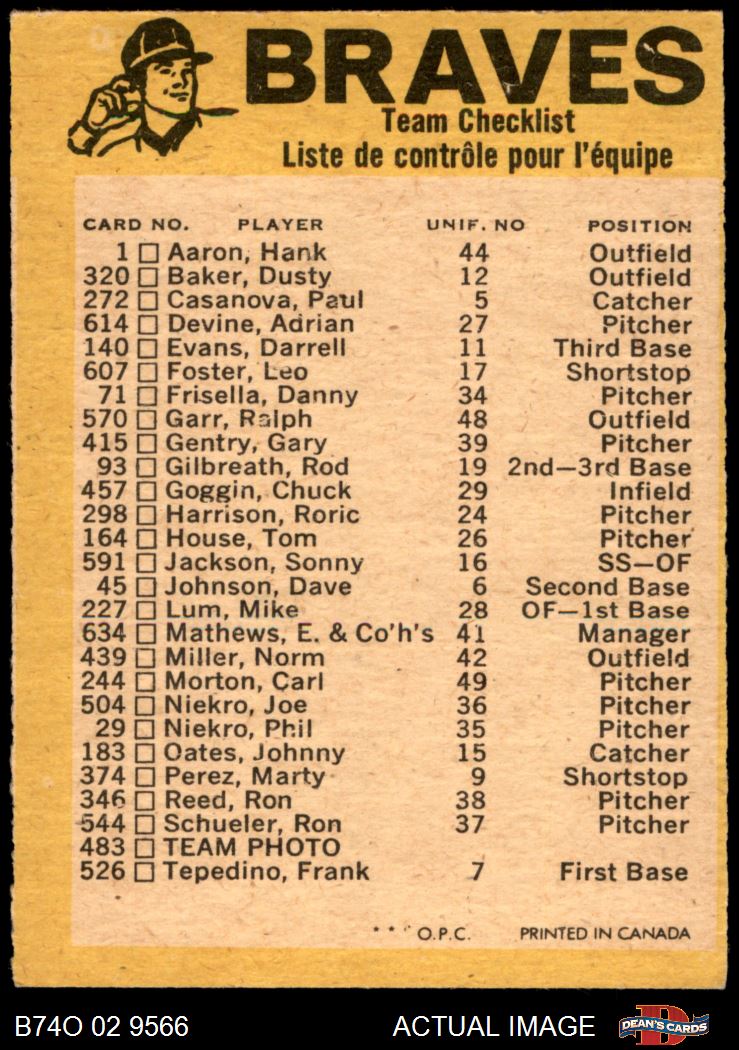 BRAVES
Team Checklist
Liste de contrôle pour l'équipe
CARD NO. PLAYER UNIF. NO POSITION
1 Aaron, Hank 44 Outfield
320 Baker, Dusty 12 Outfield
272 Casanova, Paul 5 Catcher
614 Devine, Adrian 27 Pitcher
140 Evans, Darrell 11 Third Base
607 Foster, Leo 17 Shortstop
71 Frisella, Danny 34 Pitcher
570 Garr, Ralph 48 Outfield
415 Gentry, Gary 39 Pitcher
93 Gilbreath, Rod 19 2nd—3rd Base
457 Goggin, Chuck 29 Infield
298 Harrison, Roric 24 Pitcher
164 House, Tom 26 Pitcher
591 Jackson, Sonny 16 SS—OF
45 Johnson, Dave 6 Second Base
227 Lum, Mike 28 OF—1st Base
634 Mathews, E. & Co'h's 41 Manager
439 Miller, Norm 42 Outfield
244 Morton, Carl 49 Pitcher
504 Niekro, Joe 36 Pitcher
29 Niekro, Phil 35 Pitcher
183 Oates, Johnny 15 Catcher
374 Perez, Marty 9 Shortstop
346 Reed, Ron 38 Pitcher
544 Schueler, Ron 37 Pitcher
483 TEAM PHOTO
526 Tepedino, Frank 7 First Base
* * O.P.C. PRINTED IN CANADA
B74O 02 9566 ACTUAL IMAGE D DEAN'S CARDS